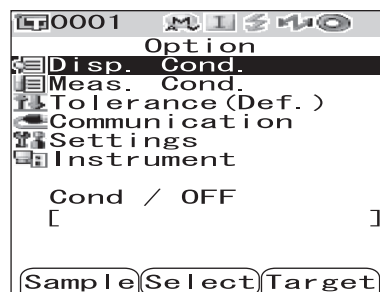 0001
Option
Disp. Cond.
Meas. Cond.
Tolerance(Def.)
Communication
Settings
Instrument
Cond / OFF
[ ]
Sample Select Target